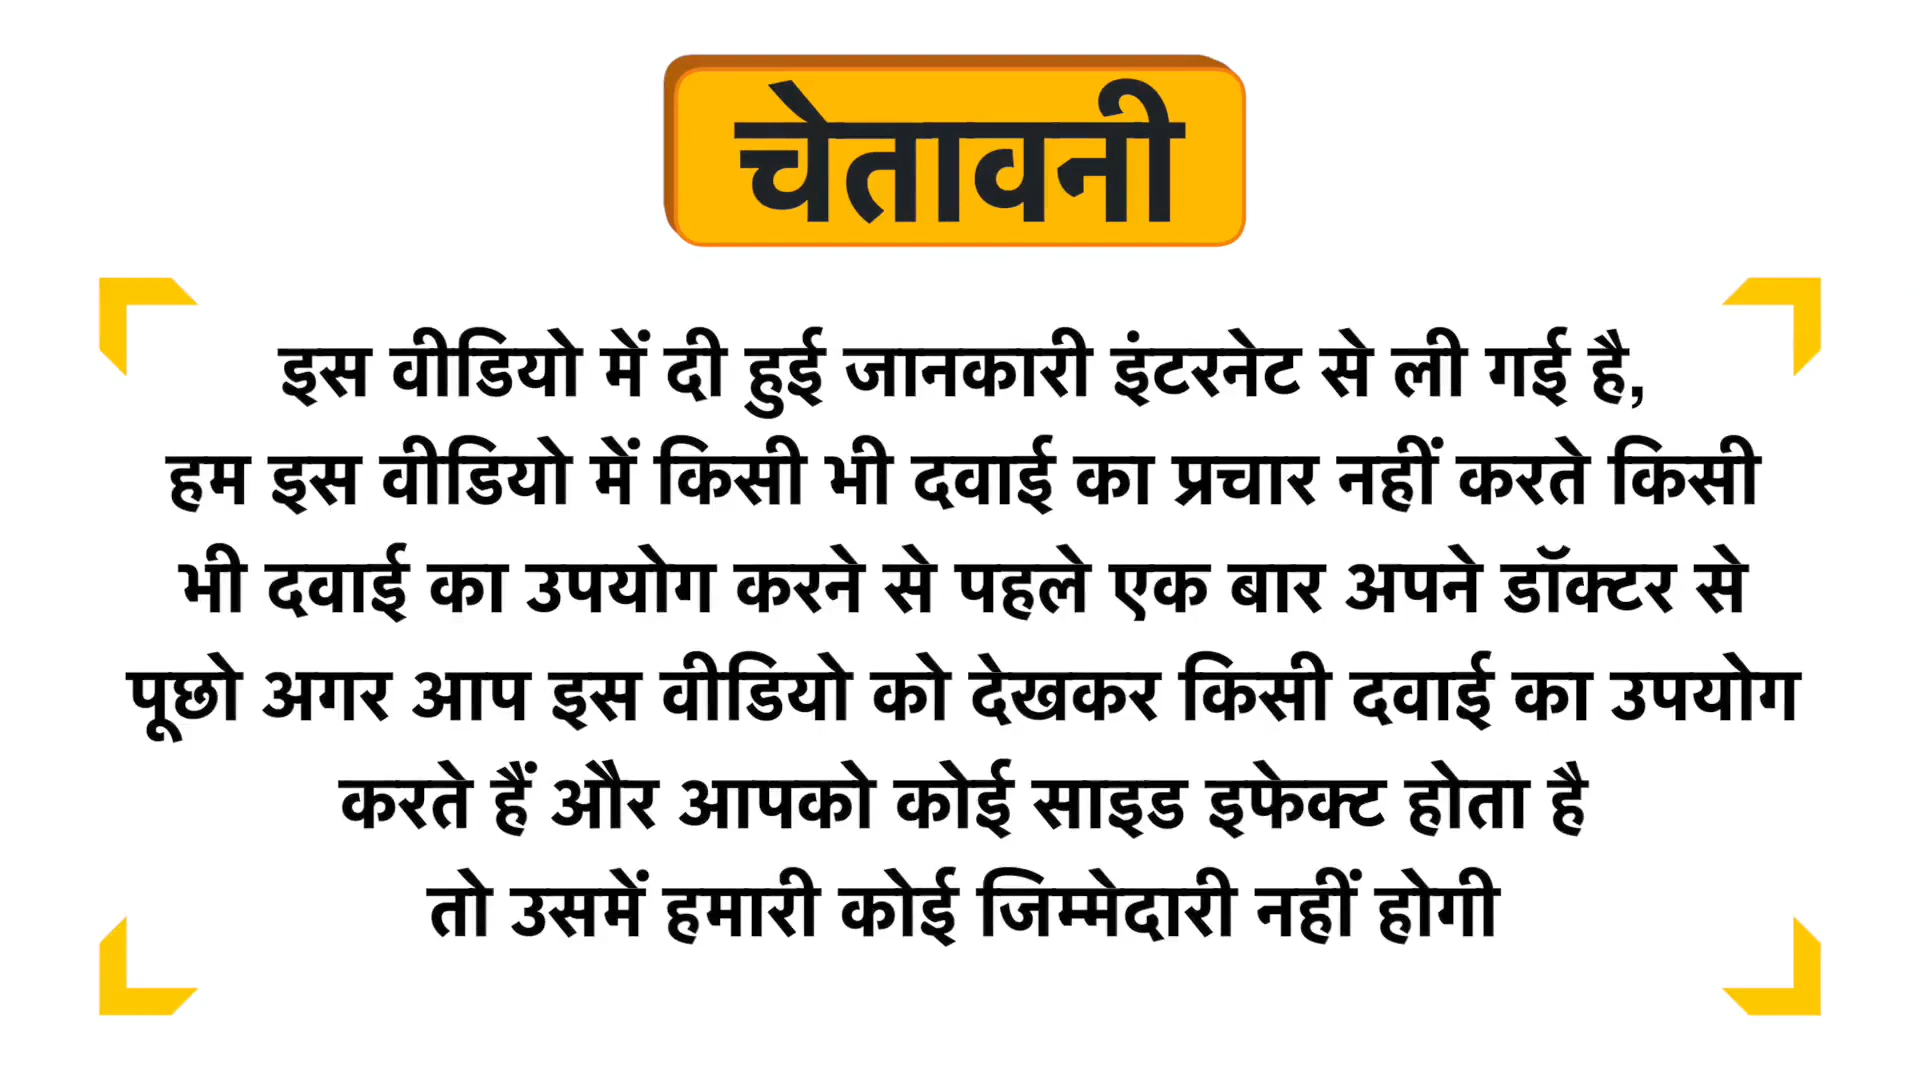 चेतावनी
इस वीडियो में दी हुई जानकारी इंटरनेट से ली गई है,
हम इस वीडियो में किसी भी दवाई का प्रचार नहीं करते किसी
भी दवाई का उपयोग करने से पहले एक बार अपने डॉक्टर से
पूछो अगर आप इस वीडियो को देखकर किसी दवाई का उपयोग
करते हैं और आपको कोई साइड इफेक्ट होता है
तो उसमें हमारी कोई जिम्मेदारी नहीं होगी